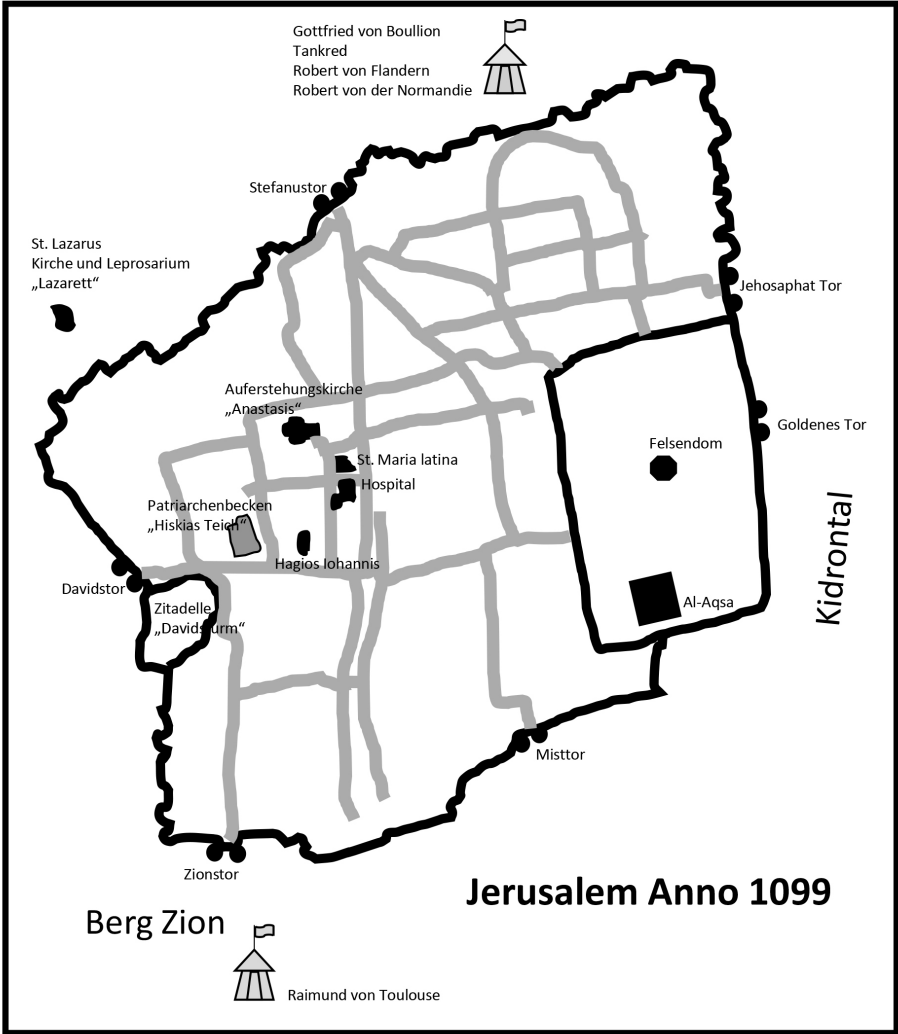 Gottfried von Boullion
Tankred
Robert von Flandern
Robert von der Normandie
Stefanustor
St. Lazarus
Kirche und Leprosarium
„Lazarett“
Jehosaphat Tor
Auferstehungskirche
„Anastasis“
Goldenes Tor
Felsendom
St. Maria latina
Hospital
Patriarchenbecken
„Hiskias Teich“
Kidrontal
Hagios Iohannis
Davidstor
Zitadelle
„Davidsturm“
Al-Aqsa
Misttor
Zionstor
Jerusalem Anno 1099
Berg Zion
Raimund von Toulouse